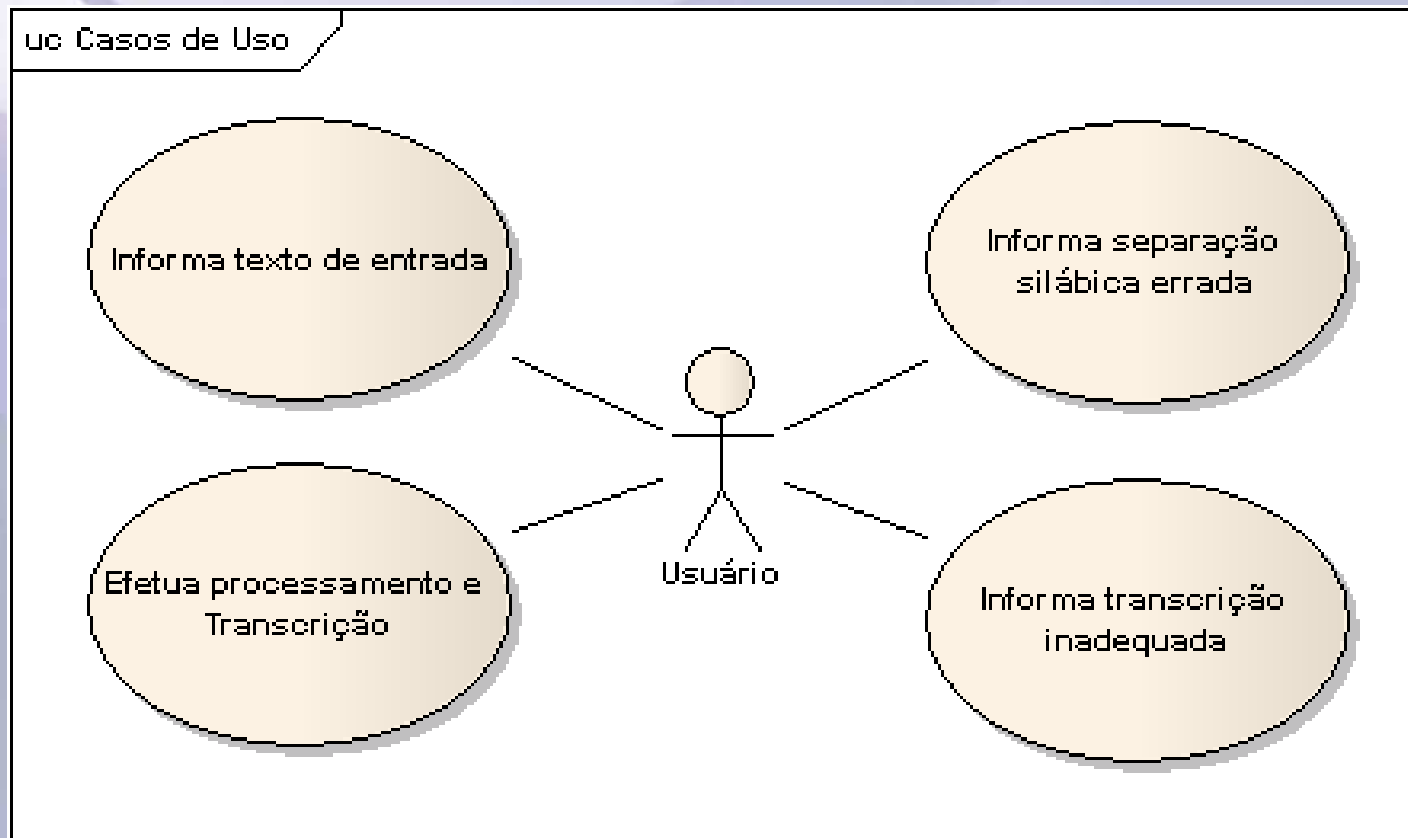 uc Casos de Uso
Informa texto de entrada
Informa separação
silábica errada
Usuário
Efetua processamento e
Transcrição
Informa transcrição
inadequada